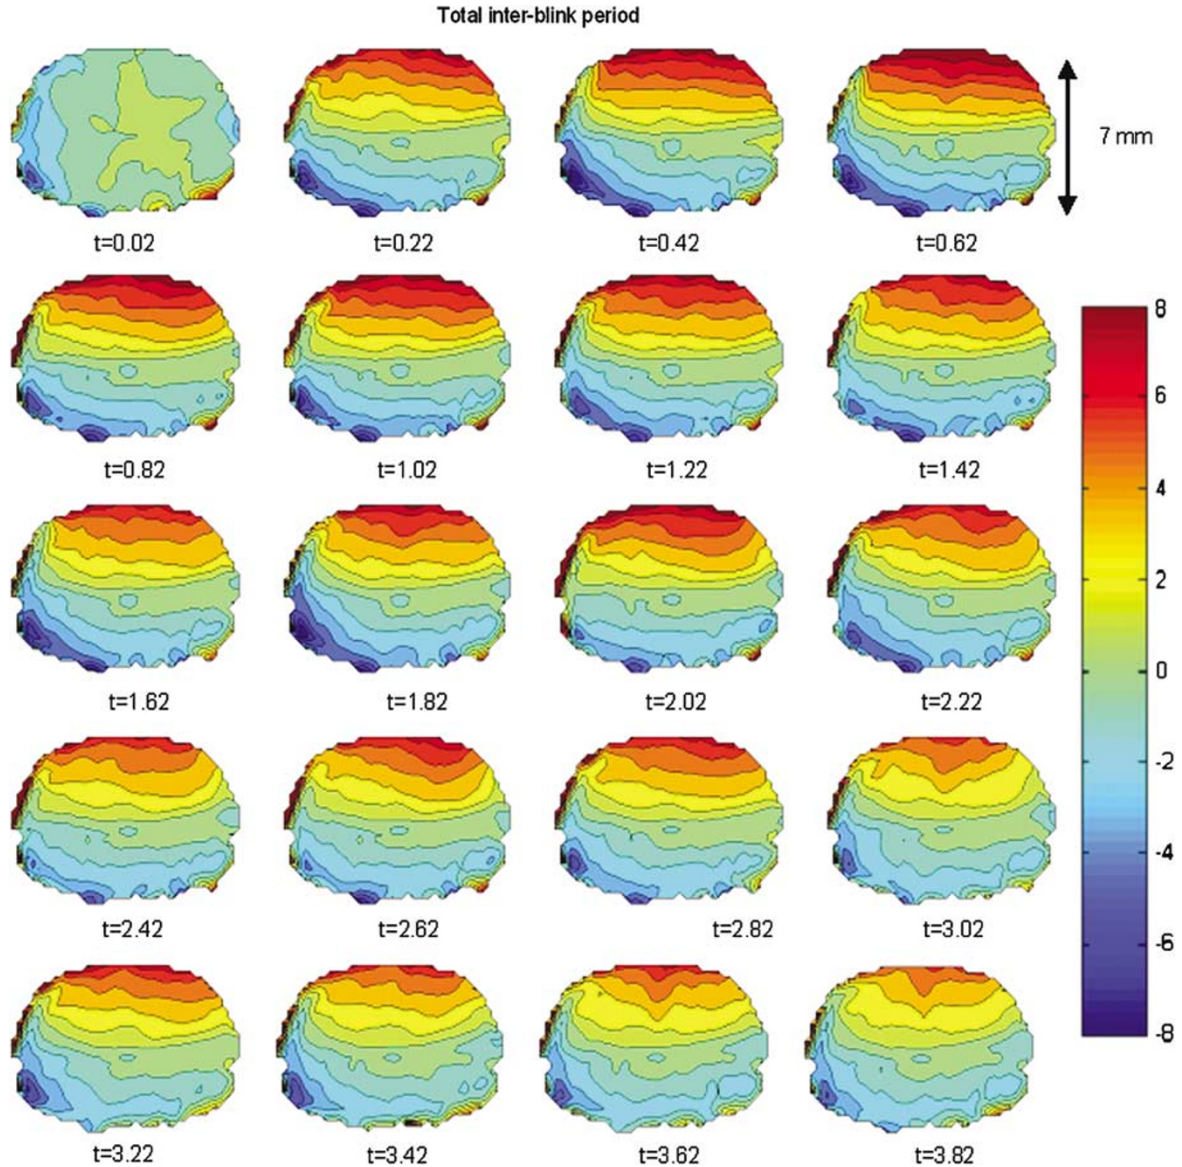 Total inter-blink period
7 mm
t=0.02
t=0.22
t=0.42
t=0.62
t=0.82
t=1.02
t=1.22
t=1.42
t=1.62
t=1.82
t=2.02
t=2.22
t=2.42
t=2.62
t=2.82
t=3.02
t=3.22
t=3.42
t=3.62
t=3.82
8
6
4
2
0
-2
-4
-6
-8